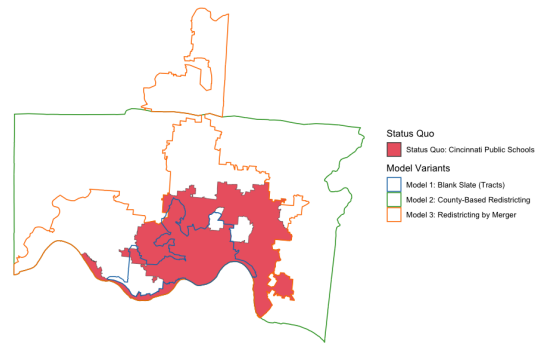 Status Quo
Status Quo: Cincinnati Public Schools
Model Variants
Model 1: Blank Slate (Tracts)
Model 2: County-Based Redistricting
Model 3: Redistricting by Merger